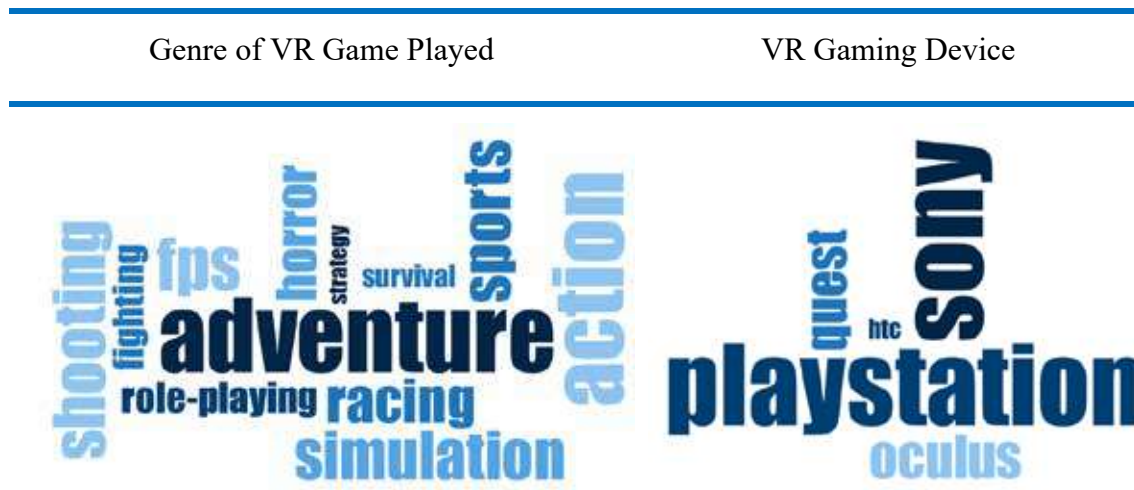 Genre of VR Game Played
VR Gaming Device
shooting
fighting
fps
horror
strategy
survival
sports
action
adventure
role-playing
racing
simulation
quest
htc
sony
playstation
oculus